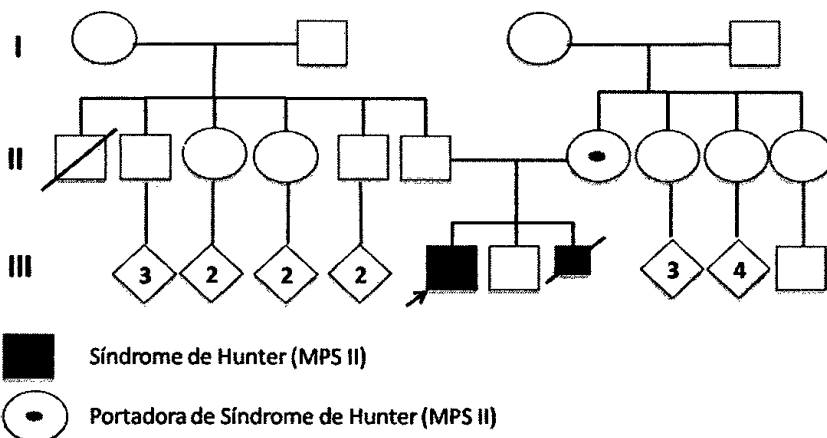 I
II
III
3 2 2 2 3 4
Síndrome de Hunter (MPS II)
Portadora de Síndrome de Hunter (MPS II)